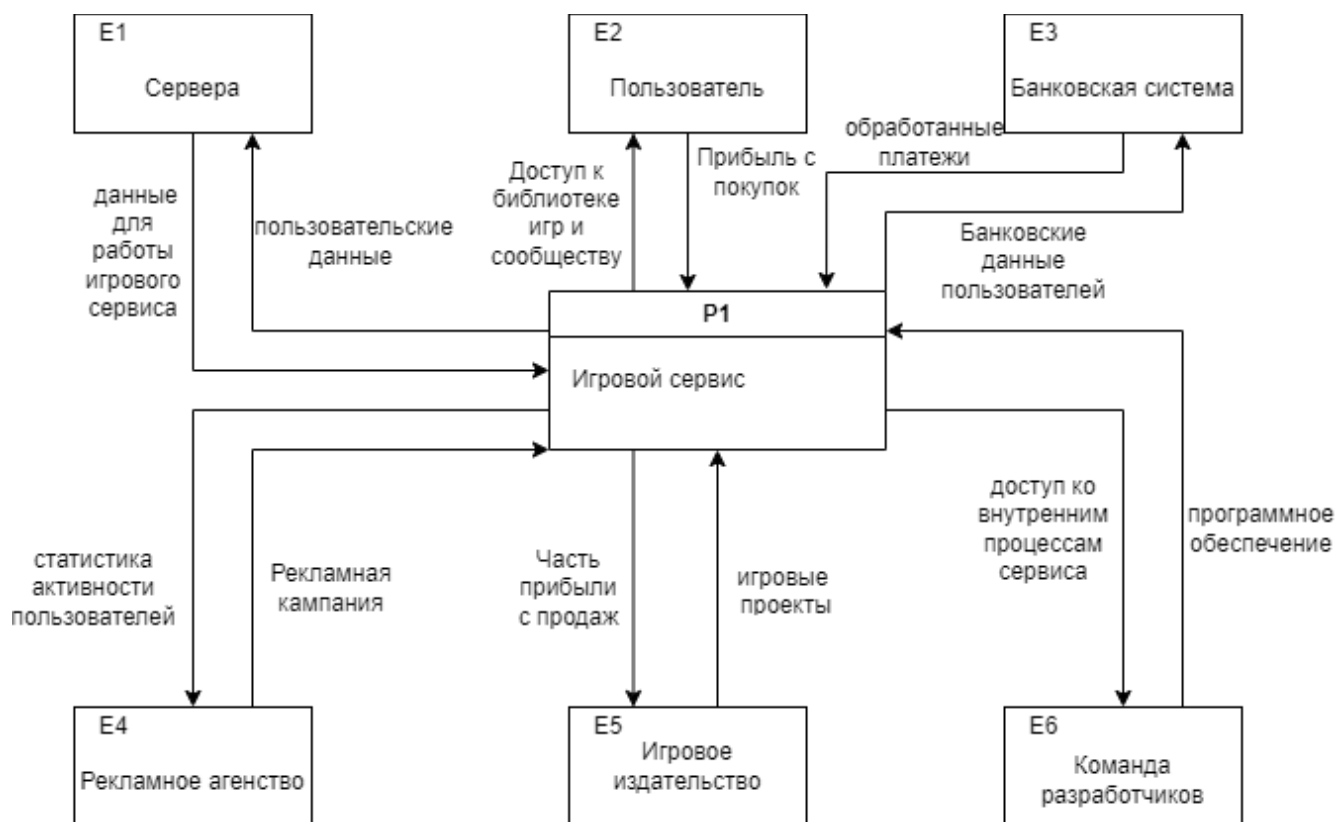 E1
Сервера
E2
Пользователь
E3
Банковская система
данные
для
работы
игрового
сервиса
пользовательские
данные
Доступ к
библиотеке
игр и
сообществу
Прибыль с
покупок
обработанные
платежи
Банковские
данные
пользователей
P1
Игровой сервис
статистика
активности
пользователей
Рекламная
кампания
Часть
прибыли
с продаж
игровые
проекты
доступ ко
внутренним
процессам
сервиса
программное
обеспечение
E4
Рекламное агенство
E5
Игровое
издательство
E6
Команда
разработчиков